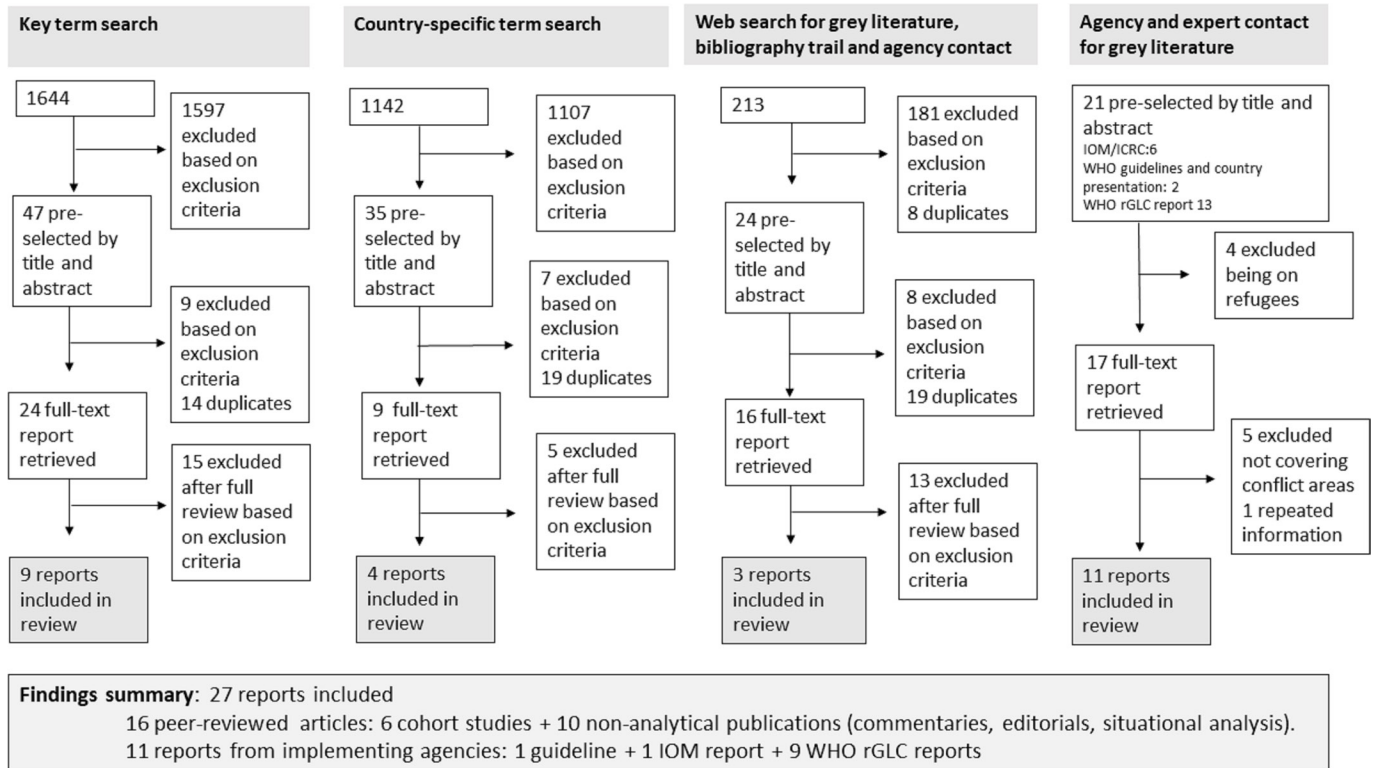 Key term search
1644
1597
excluded
based on
exclusion
criteria
47 pre-
selected by
title and
abstract
9 excluded
based on
exclusion
criteria
14 duplicates
24 full-text
report
retrieved
15 excluded
after full
review based
on exclusion
criteria
9 reports
included in
review
Country-specific term search
1142
1107
excluded
based on
exclusion
criteria
35 pre-
selected by
title and
abstract
7 excluded
based on
exclusion
criteria
19 duplicates
9 full-text
report
retrieved
5 excluded
after full
review based
on exclusion
criteria
4 reports
included in
review
Web search for grey literature,
bibliography trail and agency contact
213
181 excluded
based on
exclusion
criteria
8 duplicates
24 pre-
selected by
title and
abstract
8 excluded
based on
exclusion
criteria
19 duplicates
16 full-text
report
retrieved
13 excluded
after full
review based
on exclusion
criteria
3 reports
included in
review
Agency and expert contact
for grey literature
21 pre-selected by title and
abstract
IOM/ICRC:6
WHO guidelines and country
presentation: 2
WHO rGLC report 13
4 excluded
being on
refugees
17 full-text
report
retrieved
5 excluded
not covering
conflict areas
1 repeated
information
11 reports
included in
review
Findings summary: 27 reports included
16 peer-reviewed articles: 6 cohort studies + 10 non-analytical publications (commentaries, editorials, situational analysis).
11 reports from implementing agencies: 1 guideline + 1 IOM report + 9 WHO rGLC reports